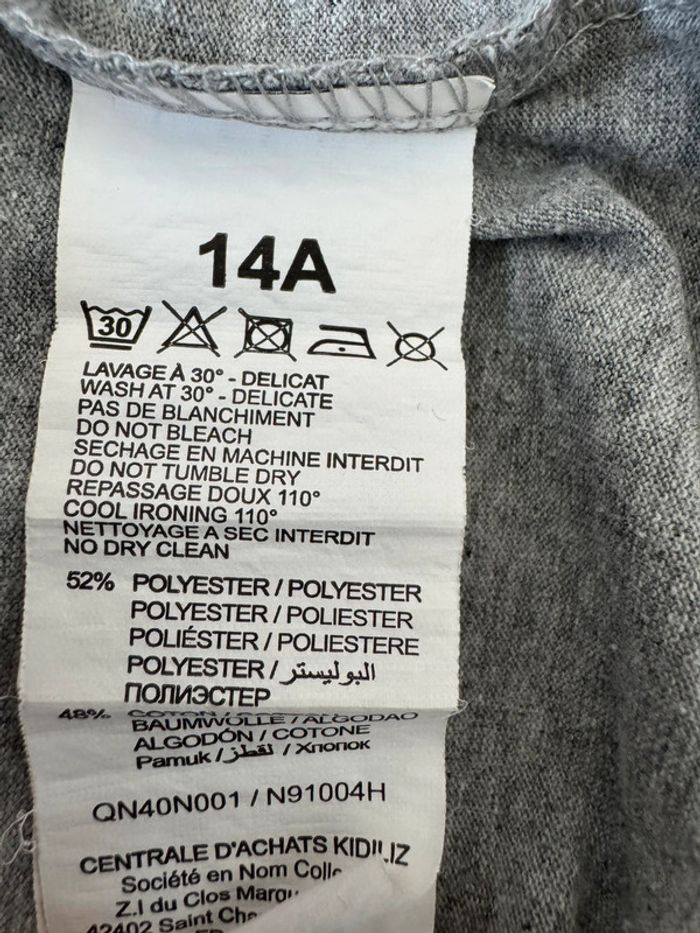 14A
30
LAVAGE À 30° - DELICAT
WASH AT 30° - DELICATE
PAS DE BLANCHIMENT
DO NOT BLEACH
SECHAGE EN MACHINE INTERDIT
DO NOT TUMBLE DRY
REPASSAGE DOUX 110°
COOL IRONING 110°
NETTOYAGE A SEC INTERDIT
NO DRY CLEAN
52% POLYESTER / POLYESTER
POLYESTER / POLIESTER
POLIÉSTER / POLIESTERE
POLYESTER / البوليستر
ПОЛИЭСТЕР
48%
BAUMWOLLE / ALGODAO
ALGODÓN / COTONE
Pamuk / لقطز / Хлопок
QN40N001 / N91004H
CENTRALE D'ACHATS KIDILIZ
Société en Nom
Z.I du Clos
42402 Saint